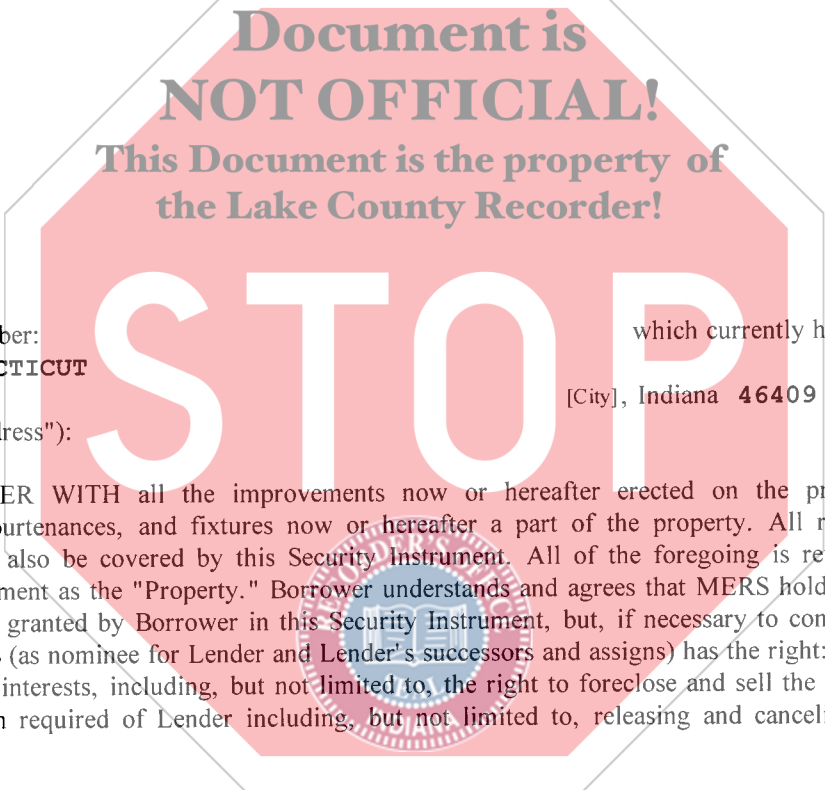 Document is
NOT OFFICIAL!
This Document is the property of
the Lake County Recorder!
STOP
ber: which currently h
CTICUT
[City], Indiana 46409
ress"):
ER WITH all the improvements now or hereafter erected on the pr
urtenances, and fixtures now or hereafter a part of the property. All r
also be covered by this Security Instrument. All of the foregoing is re
ment as the "Property." Borrower understands and agrees that MERS hold
granted by Borrower in this Security Instrument, but, if necessary to con
(as nominee for Lender and Lender's successors and assigns) has the right:
interests, including, but not limited to, the right to foreclose and sell the
required of Lender including, but not limited to, releasing and canceli
RECORDER'S OFFIC
INDIANA